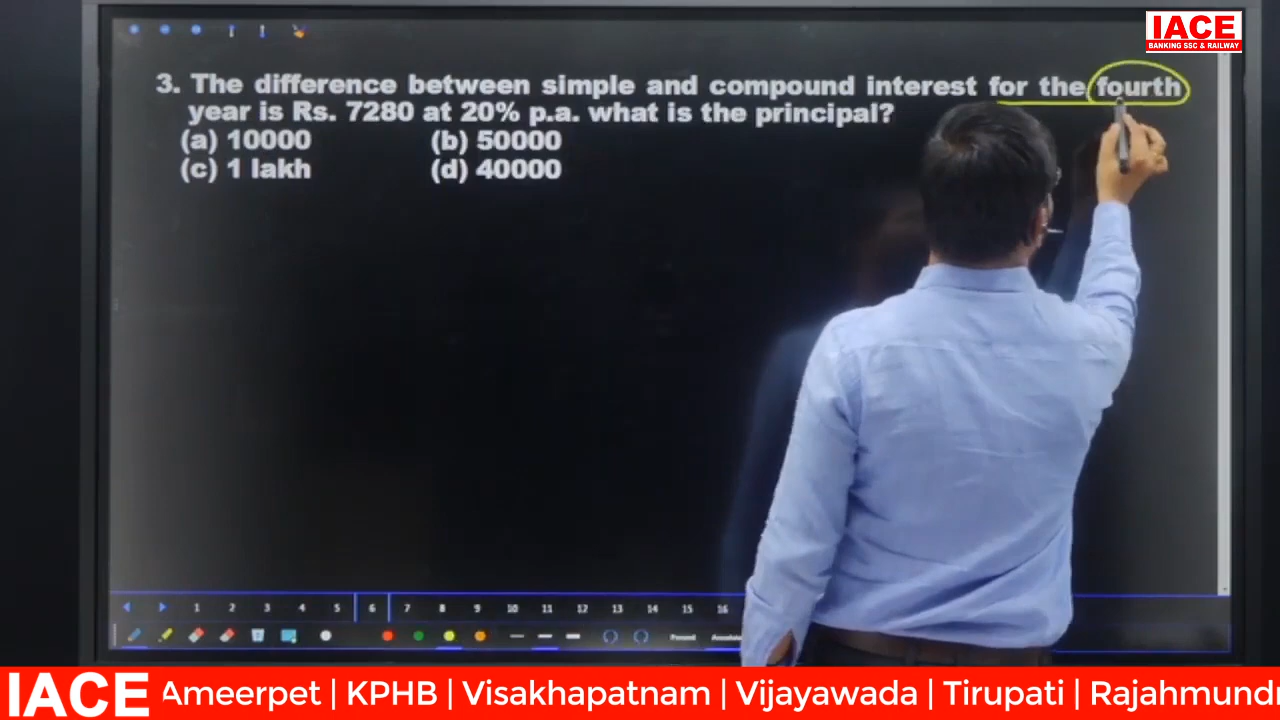 IACE
BANKING SSC & RAILWAY
3. The difference between simple and compound interest for the fourth
year is Rs. 7280 at 20% p.a. what is the principal?
(a) 10000 (b) 50000
(c) 1 lakh (d) 40000
1 2 3 4 5 6 7 8 9 10 11 12 13 14 15 16
IACE Ameerpet | KPHB | Visakhapatnam | Vijayawada | Tirupati | Rajahmund